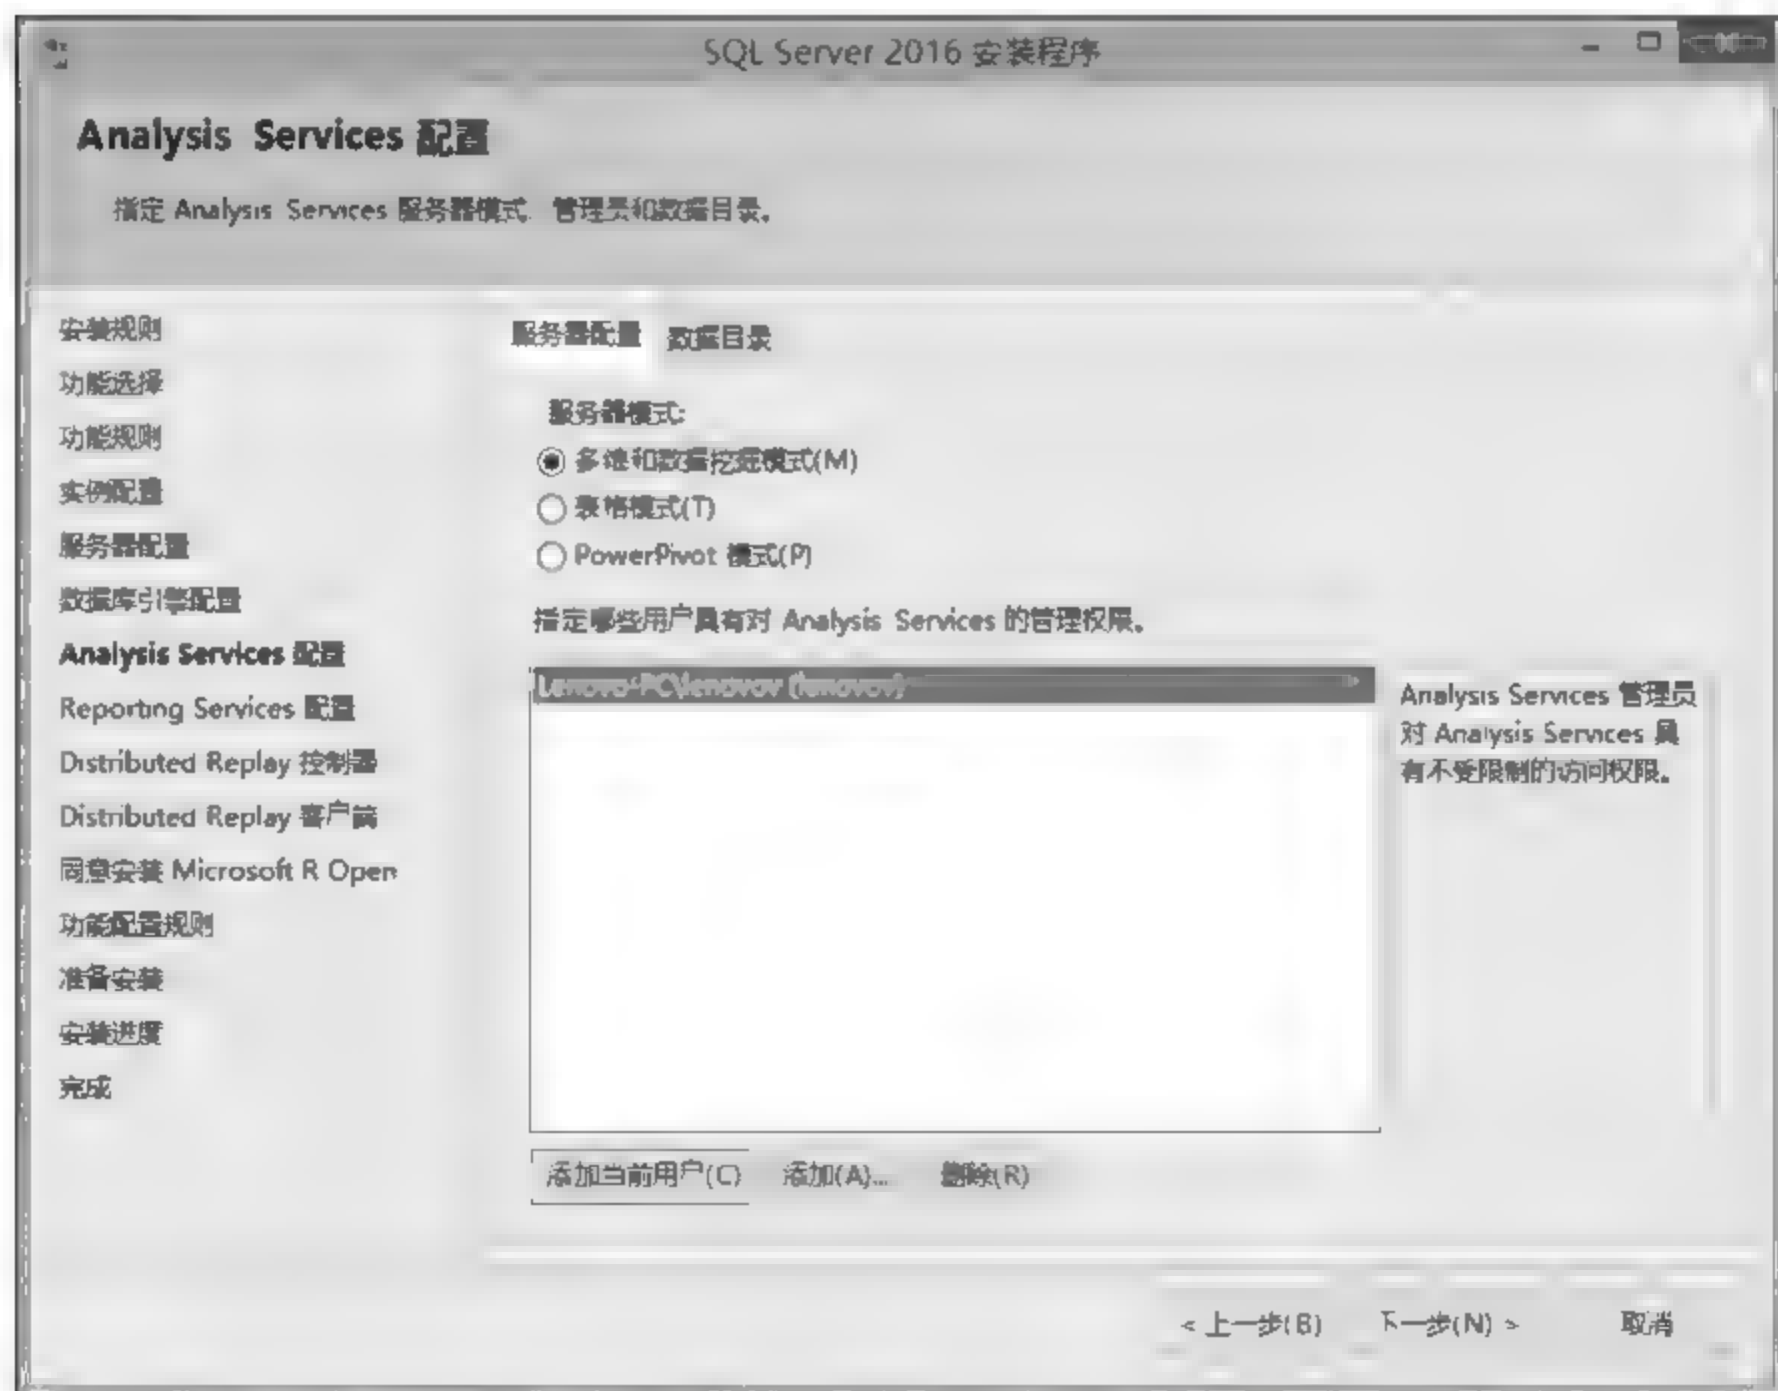 SQL Server 2016 安装程序
Analysis Services 配置
指定 Analysis Services 服务器模式、管理员和数据目录。
安装规则
功能选择
功能规则
实例配置
服务器配置
数据库引擎配置
Analysis Services 配置
Reporting Services 配置
Distributed Replay 控制器
Distributed Replay 客户端
同意安装 Microsoft R Open
功能配置规则
准备安装
安装进度
完成
服务器配置 数据目录
服务器模式:
多维和数据挖掘模式(M)
表格模式(T)
PowerPivot 模式(P)
指定哪些用户具有对 Analysis Services 的管理权限。
Lenovo-PC\lenovov (lenovov)
Analysis Services 管理员
对 Analysis Services 具
有不受限制的访问权限。
添加当前用户(C) 添加(A)... 删除(R)
< 上一步(B) 下一步(N) > 取消